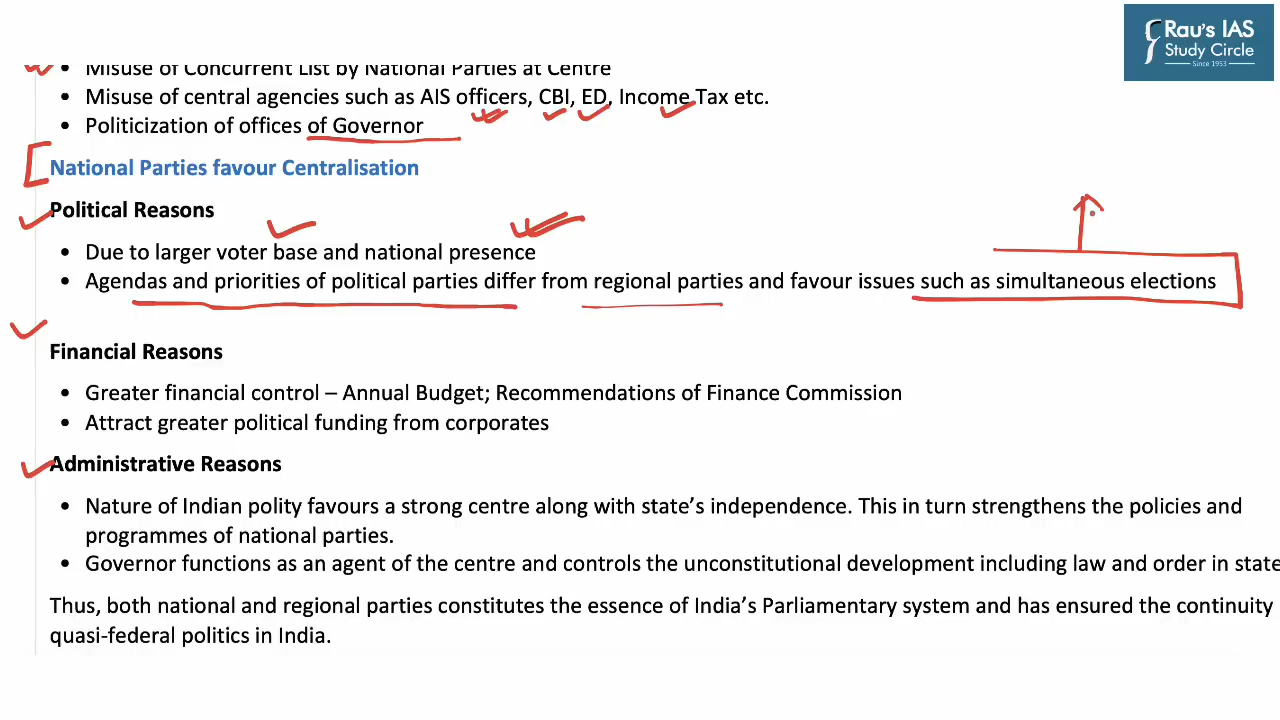 Rau's IAS
Study Circle
Since 1953
Misuse of Concurrent List by National Parties at Centre
• Misuse of central agencies such as AIS officers, CBI, ED, Income Tax etc.
• Politicization of offices of Governor
National Parties favour Centralisation
Political Reasons
• Due to larger voter base and national presence
• Agendas and priorities of political parties differ from regional parties and favour issues such as simultaneous elections
Financial Reasons
• Greater financial control – Annual Budget; Recommendations of Finance Commission
• Attract greater political funding from corporates
Administrative Reasons
• Nature of Indian polity favours a strong centre along with state's independence. This in turn strengthens the policies and
programmes of national parties.
• Governor functions as an agent of the centre and controls the unconstitutional development including law and order in state
Thus, both national and regional parties constitutes the essence of India's Parliamentary system and has ensured the continuity
quasi-federal politics in India.